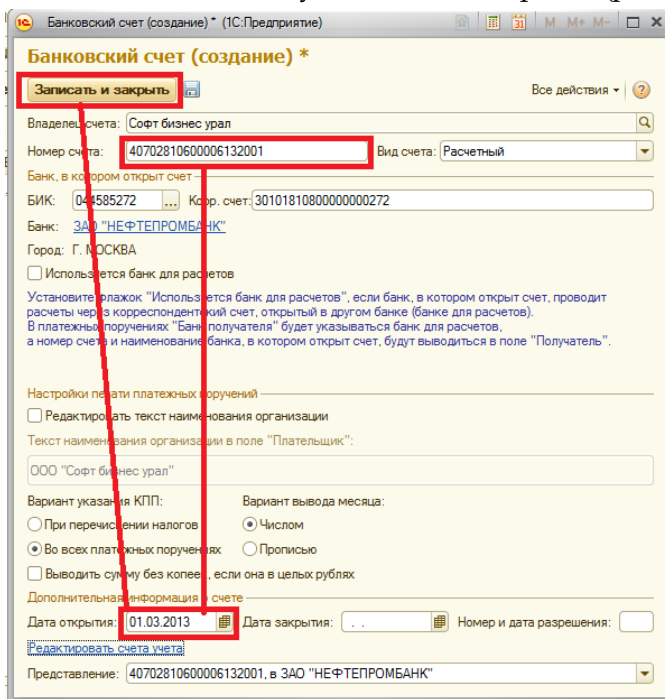 Банковский счет (создание) * (1С:Предприятие)
M M+ M-
Банковский счет (создание) *
Записать и закрыть
Все действия
Владелец счета: Софт бизнес урал
Номер счета: 40702810600006132001 Вид счета: Расчетный
Банк, в котором открыт счет
БИК: 044585272 ... Корр. счет: 30101810800000000272
Банк: ЗАО "НЕФТЕПРОМБАНК"
Город: Г. МОСКВА
Используется банк для расчетов
Установите флажок "Используется банк для расчетов", если банк, в котором открыт счет, проводит
расчеты через корреспондентский счет, открытый в другом банке (банке для расчетов).
В платежных поручениях "Банк получателя" будет указываться банк для расчетов,
а номер счета и наименование банка, в котором открыт счет, будут выводиться в поле "Получатель".
Настройки печати платежных поручений
Редактировать текст наименования организации
Текст наименования организации в поле "Плательщик":
ООО "Софт бизнес урал"
Вариант указания КПП: Вариант вывода месяца:
При перечислении налогов Числом
Во всех платежных поручениях Прописью
Выводить сумму без копеек, если она в целых рублях
Дополнительная информация о счете
Дата открытия: 01.03.2013 Дата закрытия: . . Номер и дата разрешения:
Редактировать счета учета
Представление: 40702810600006132001, в ЗАО "НЕФТЕПРОМБАНК"